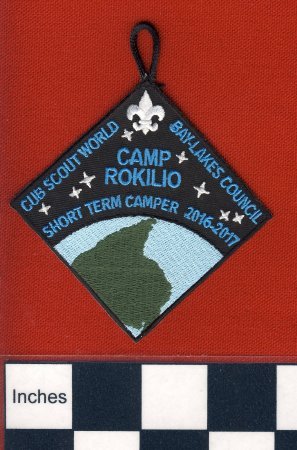 CUB SCOUT WORLD
BAY-LAKES COUNCIL
CAMP
ROKILIO
SHORT TERM CAMPER 2016-2017
Inches